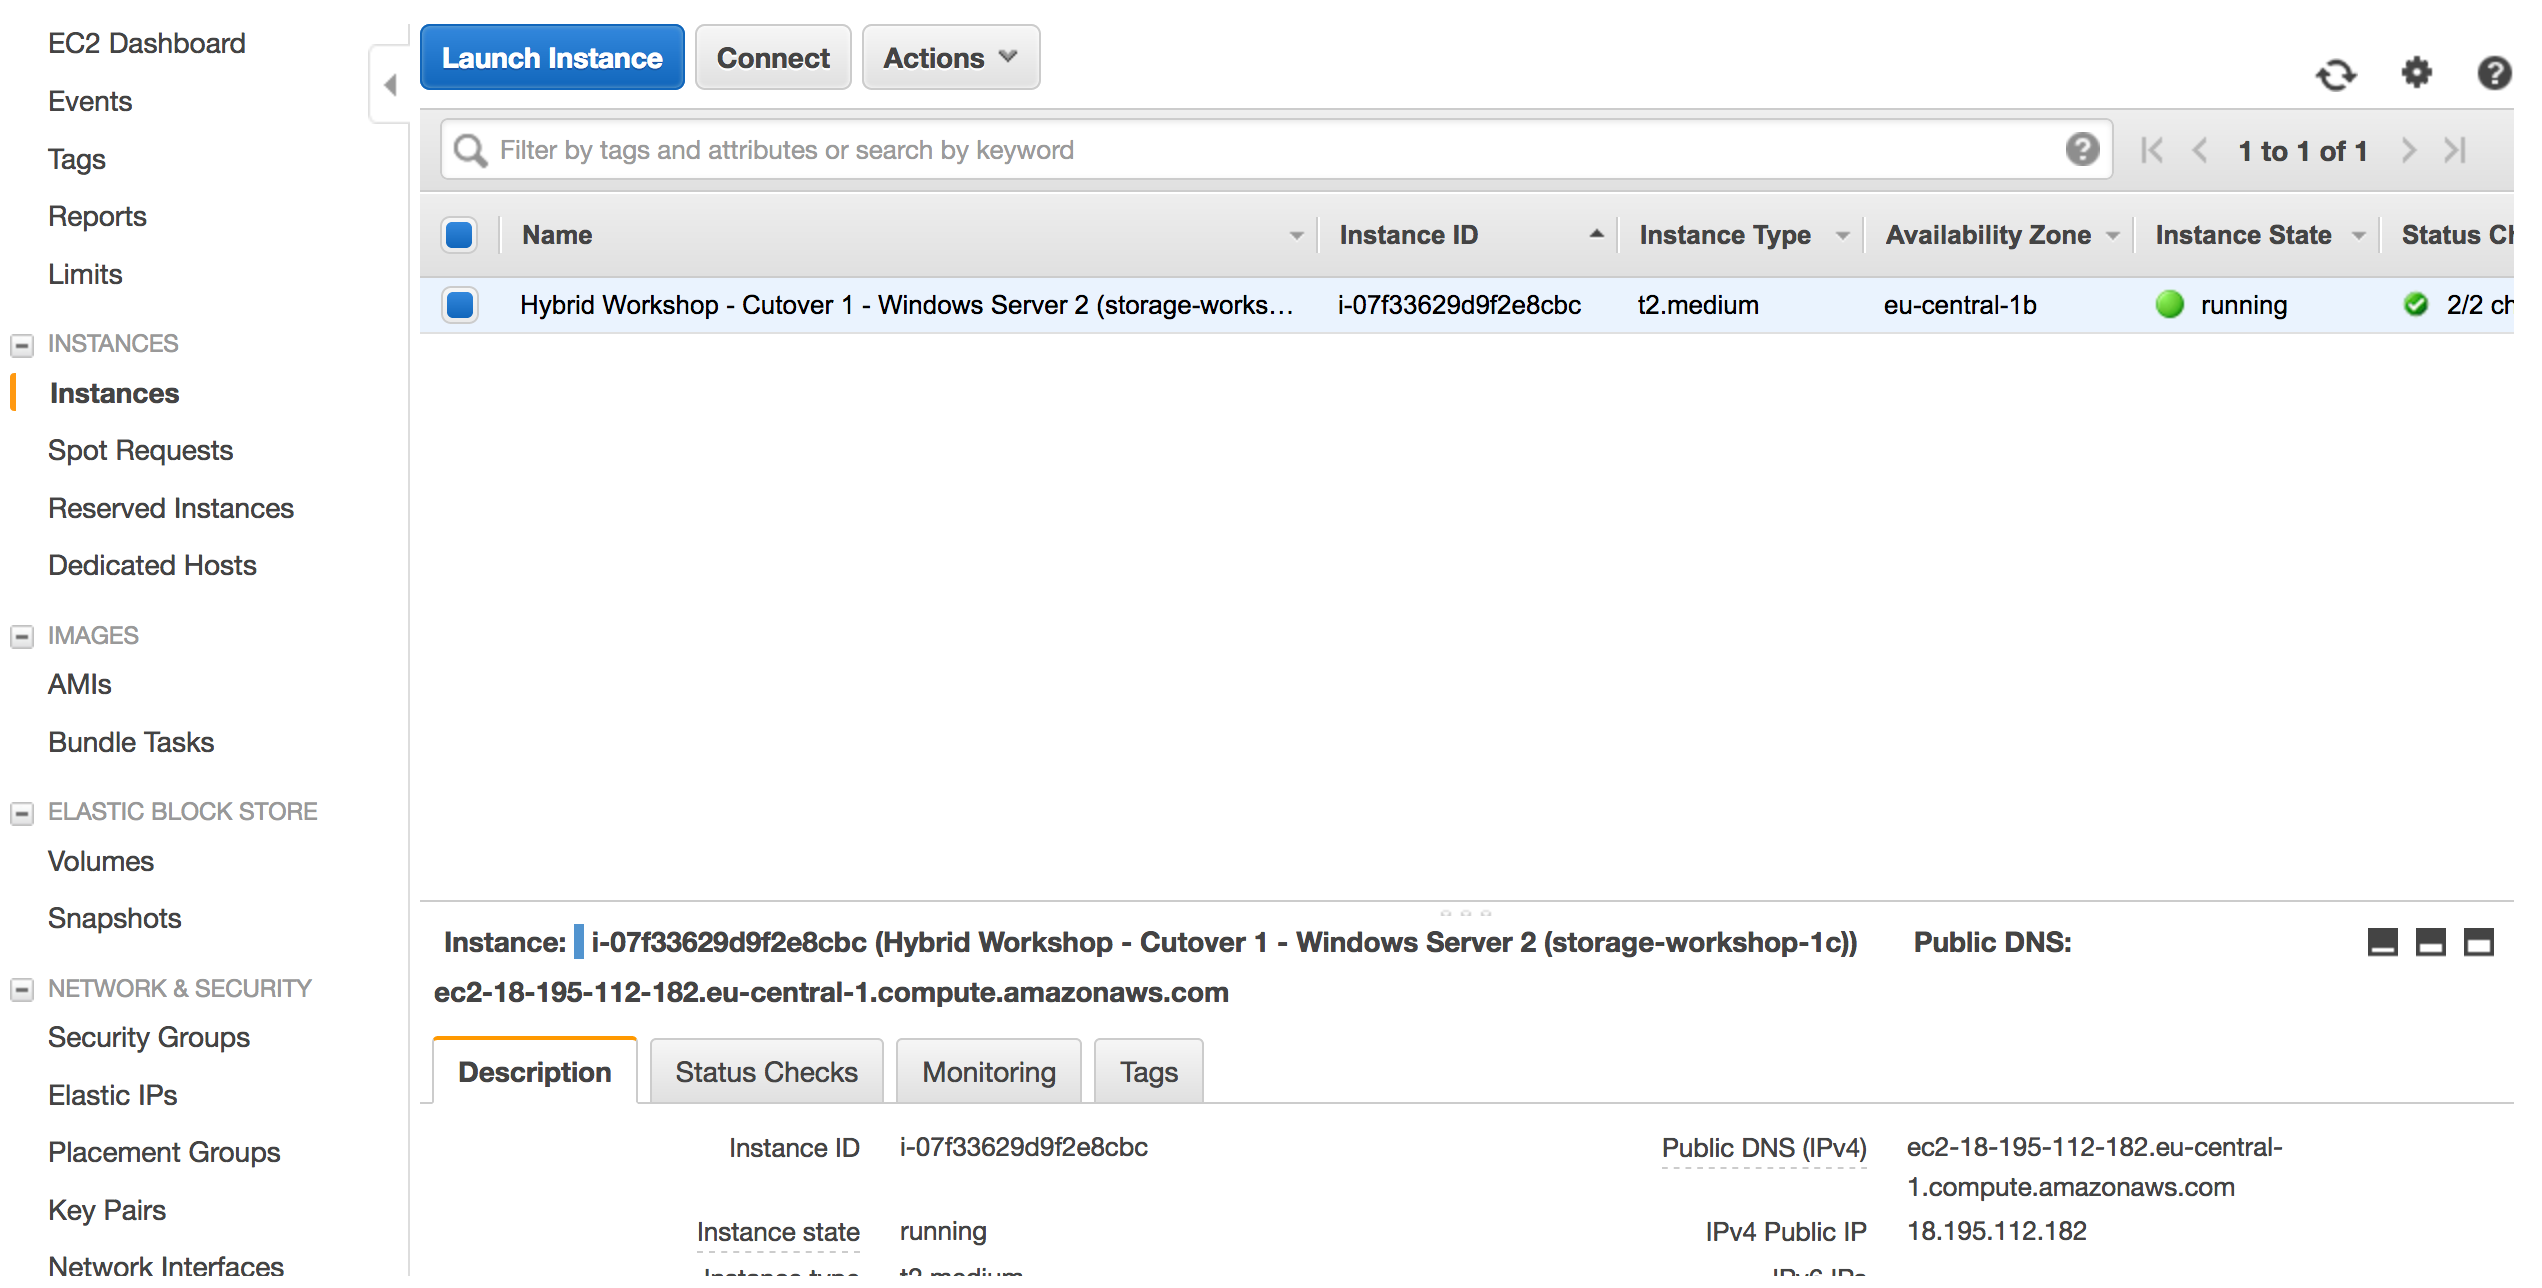 EC2 Dashboard
Events
Tags
Reports
Limits
INSTANCES
Instances
Spot Requests
Reserved Instances
Dedicated Hosts
IMAGES
AMIs
Bundle Tasks
ELASTIC BLOCK STORE
Volumes
Snapshots
NETWORK & SECURITY
Security Groups
Elastic IPs
Placement Groups
Key Pairs
Network Interfaces
Launch Instance Connect Actions
Filter by tags and attributes or search by keyword 1 to 1 of 1
Name Instance ID Instance Type Availability Zone Instance State Status Ch
Hybrid Workshop - Cutover 1 - Windows Server 2 (storage-works... i-07f33629d9f2e8cbc t2.medium eu-central-1b running 2/2 ch
Instance: i-07f33629d9f2e8cbc (Hybrid Workshop - Cutover 1 - Windows Server 2 (storage-workshop-1c)) Public DNS:
ec2-18-195-112-182.eu-central-1.compute.amazonaws.com
Description Status Checks Monitoring Tags
Instance ID i-07f33629d9f2e8cbc Public DNS (IPv4) ec2-18-195-112-182.eu-central-
1.compute.amazonaws.com
Instance state running IPv4 Public IP 18.195.112.182
Instance type t2.medium IPv6 IPs